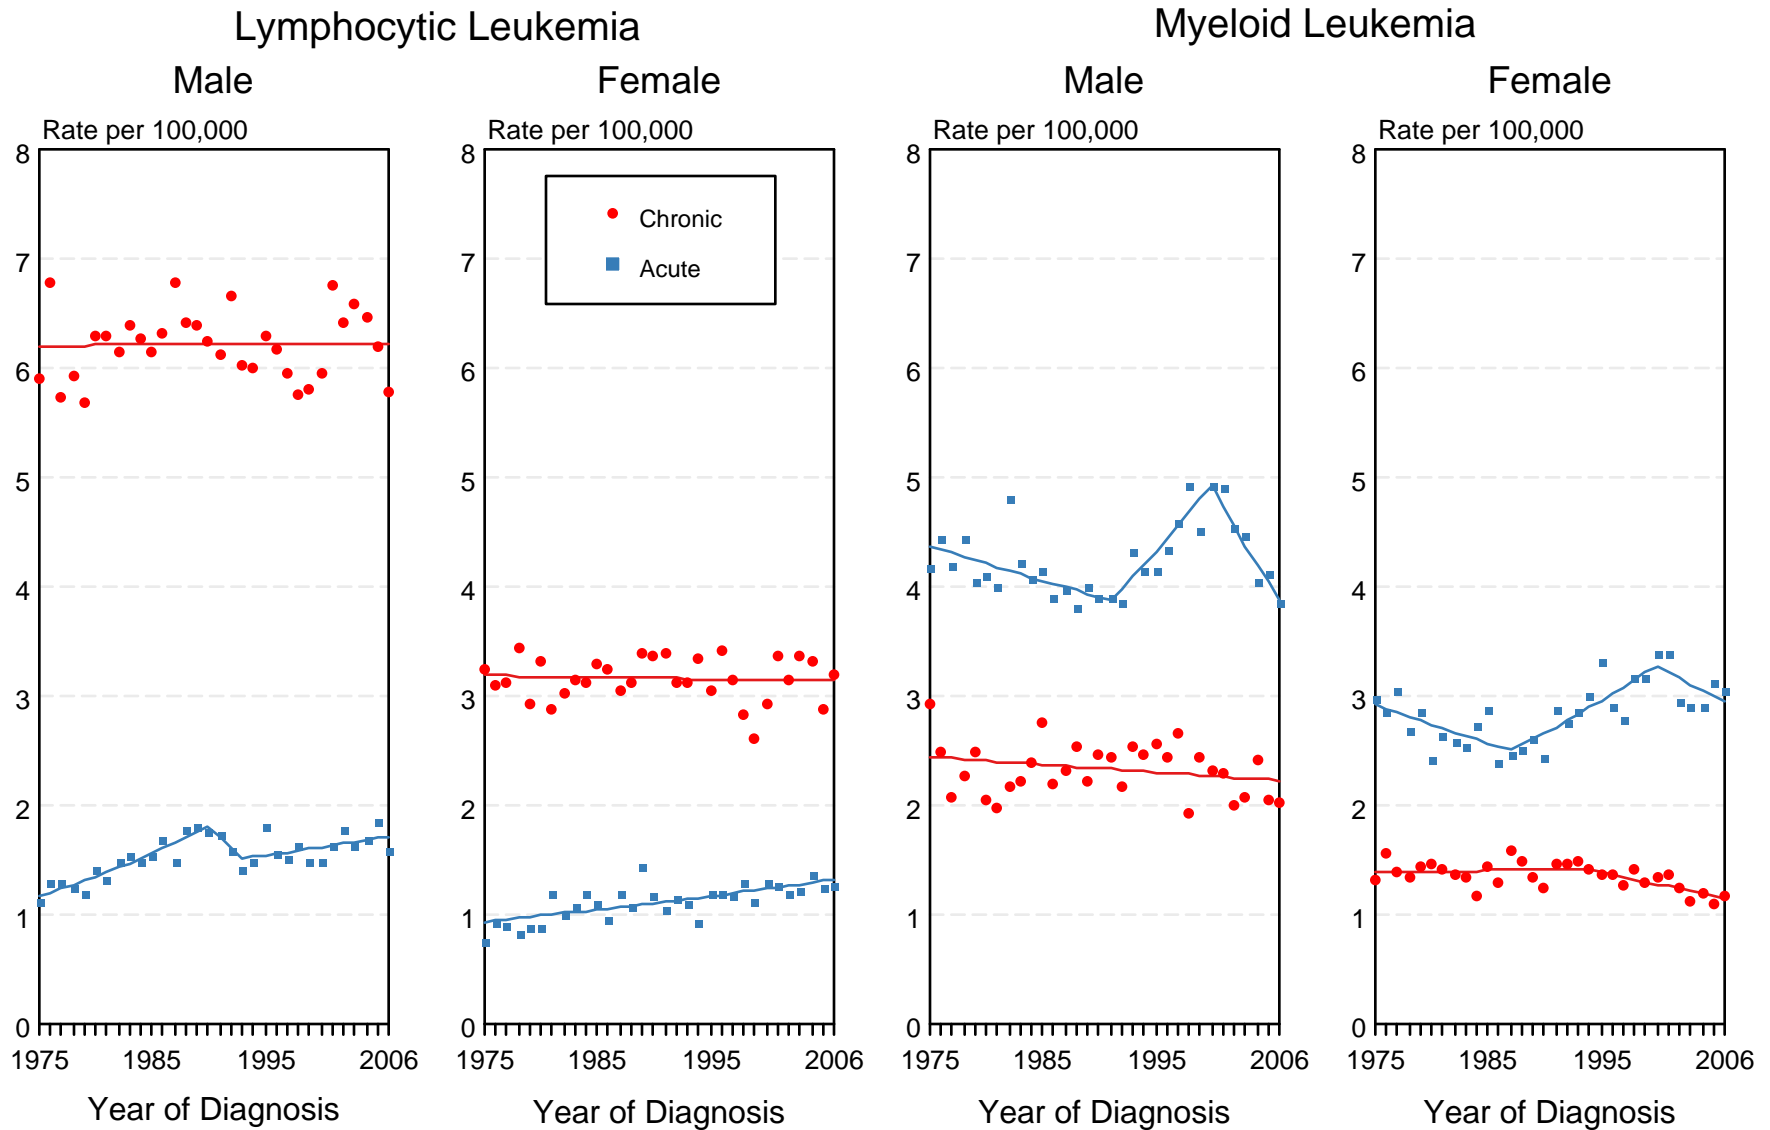 Lymphocytic Leukemia
Myeloid Leukemia
Male
Female
Male
Female
Rate per 100,000
Rate per 100,000
Rate per 100,000
Rate per 100,000
8
7
6
5
4
3
2
1
0
1975 1985 1995 2006
Year of Diagnosis
8
7
6
5
4
3
2
1
0
Chronic
Acute
1975 1985 1995 2006
Year of Diagnosis
8
7
6
5
4
3
2
1
0
1975 1985 1995 2006
Year of Diagnosis
8
7
6
5
4
3
2
1
0
1975 1985 1995 2006
Year of Diagnosis